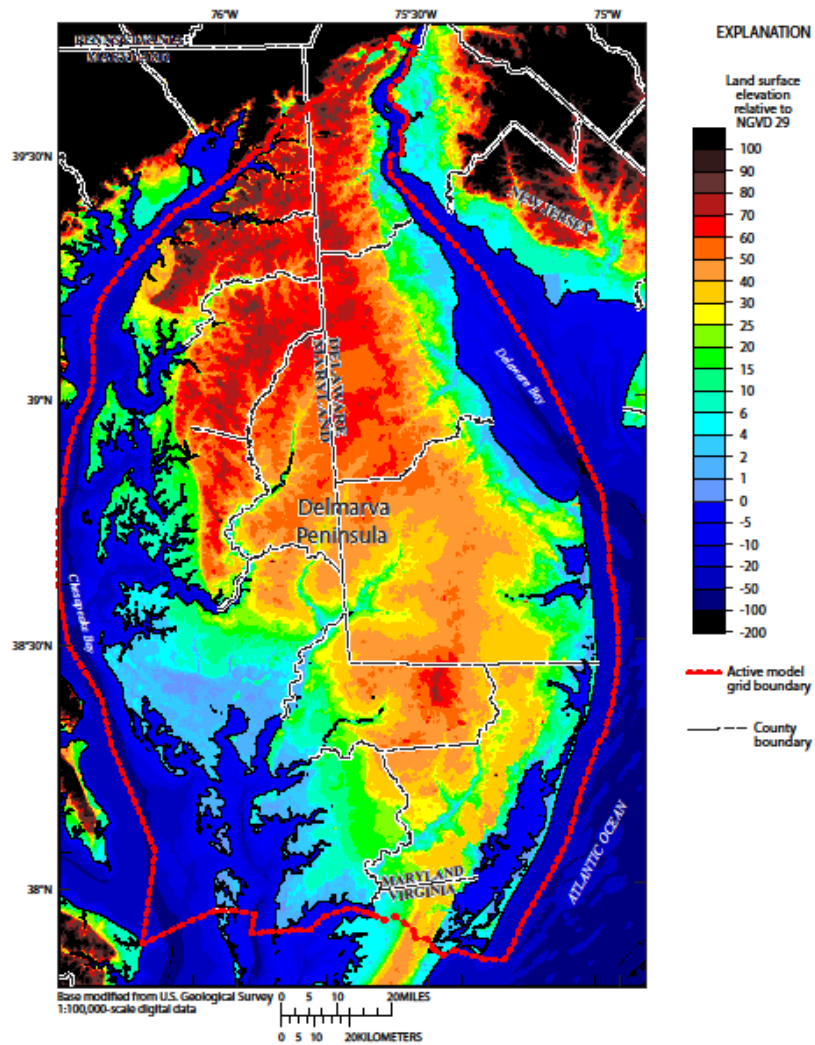 76°W
75°30'W
75°W
EXPLANATION
PENNSYLVANIA
MARYLAND
Land surface
elevation
relative to
NGVD 29
39°30'N
100
90
80
70
60
50
40
30
25
20
15
10
6
4
2
1
0
-5
-10
-20
-50
-100
-200
NEW JERSEY
Delaware Bay
DELAWARE
MARYLAND
39°N
Delmarva
Peninsula
Chesapeake Bay
38°30'N
Active model
grid boundary
County
boundary
ATLANTIC OCEAN
MARYLAND
VIRGINIA
38°N
Base modified from U.S. Geological Survey
1:100,000-scale digital data
0 5 10 20MILES
0 5 10 20KILOMETERS